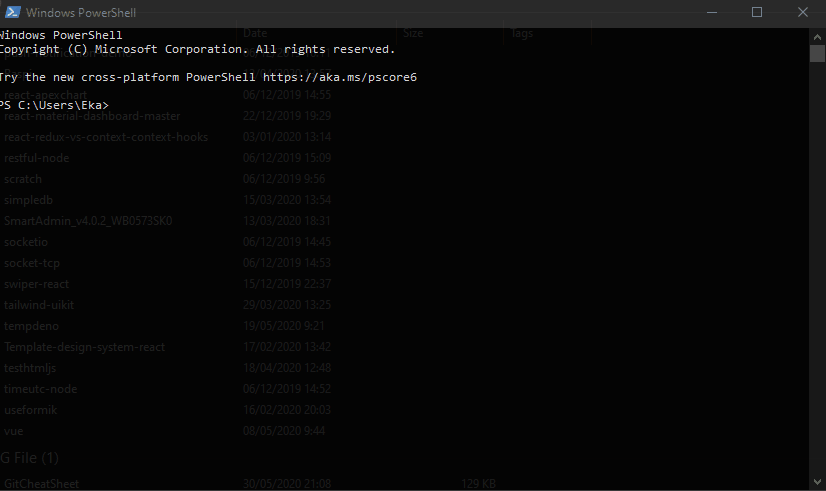 Windows PowerShell
Date Size Tags
Windows PowerShell
Copyright (C) Microsoft Corporation. All rights reserved.
Try the new cross-platform PowerShell https://aka.ms/pscore6
react-apexchart 06/12/2019 14:55
PS C:\Users\Eka>
react-material-dashboard-master 22/12/2019 19:29
react-redux-vs-context-context-hooks 03/01/2020 13:14
restful-node 06/12/2019 15:09
scratch 06/12/2019 9:56
simpledb 15/03/2020 13:54
SmartAdmin_v4.0.2_WB0573SK0 13/03/2020 18:31
socketio 06/12/2019 14:45
socket-tcp 06/12/2019 14:53
swiper-react 15/12/2019 22:37
tailwind-uikit 29/03/2020 13:25
tempdeno 19/05/2020 9:21
Template-design-system-react 17/02/2020 13:42
testhtmljs 18/04/2020 12:48
timeutc-node 06/12/2019 14:52
useformik 16/02/2020 20:03
vue 08/05/2020 9:44
G File (1)
GitCheatSheet 30/05/2020 21:08 129 KB